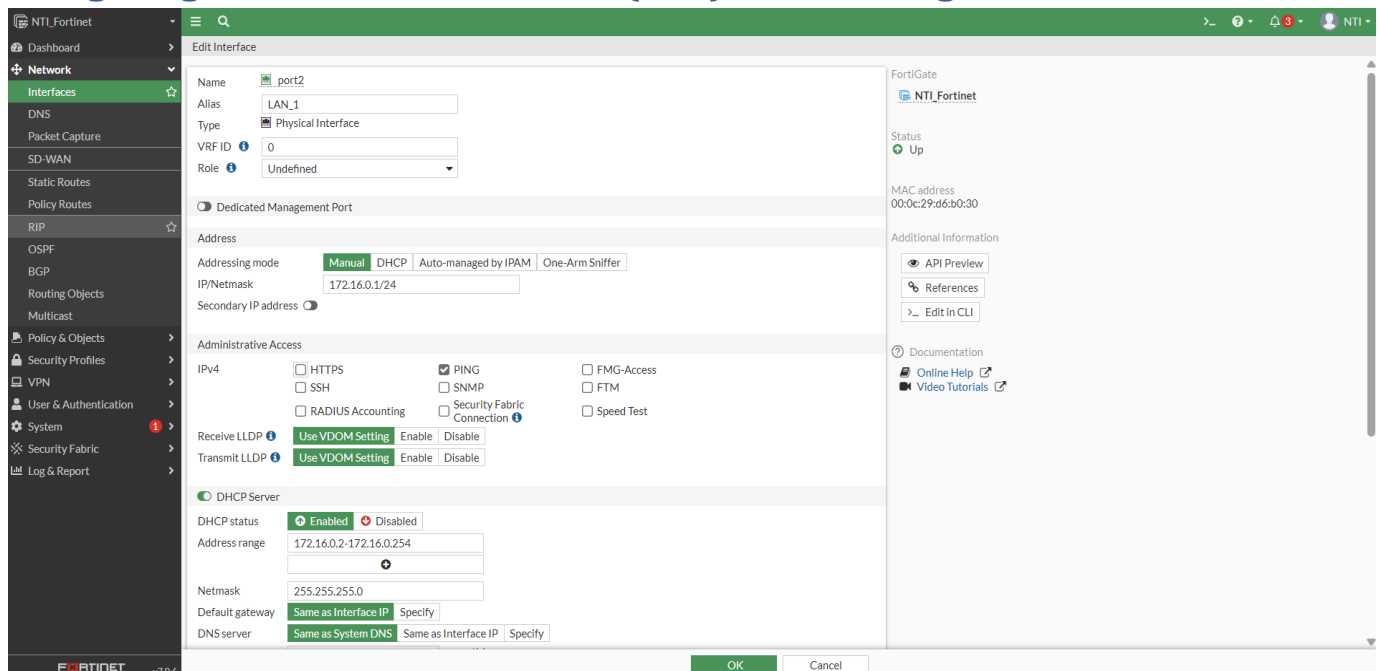 NTI_Fortinet
NTI
3
Dashboard
Network
Interfaces
DNS
Packet Capture
SD-WAN
Static Routes
Policy Routes
RIP
OSPF
BGP
Routing Objects
Multicast
Policy & Objects
Security Profiles
VPN
User & Authentication
System 1
Security Fabric
Log & Report
FORTINET
Edit Interface
Name port2
Alias LAN_1
Type Physical Interface
VRF ID 0
Role Undefined
Dedicated Management Port
Address
Addressing mode Manual DHCP Auto-managed by IPAM One-Arm Sniffer
IP/Netmask 172.16.0.1/24
Secondary IP address
Administrative Access
IPv4 HTTPS PING FMG-Access
SSH SNMP FTM
RADIUS Accounting Security Fabric Connection Speed Test
Receive LLDP Use VDOM Setting Enable Disable
Transmit LLDP Use VDOM Setting Enable Disable
DHCP Server
DHCP status Enabled Disabled
Address range 172.16.0.2-172.16.0.254
Netmask 255.255.255.0
Default gateway Same as Interface IP Specify
DNS server Same as System DNS Same as Interface IP Specify
OK Cancel
FortiGate
NTI_Fortinet
Status
Up
MAC address
00:0c:29:d6:b0:30
Additional Information
API Preview
References
>_ Edit in CLI
Documentation
Online Help
Video Tutorials